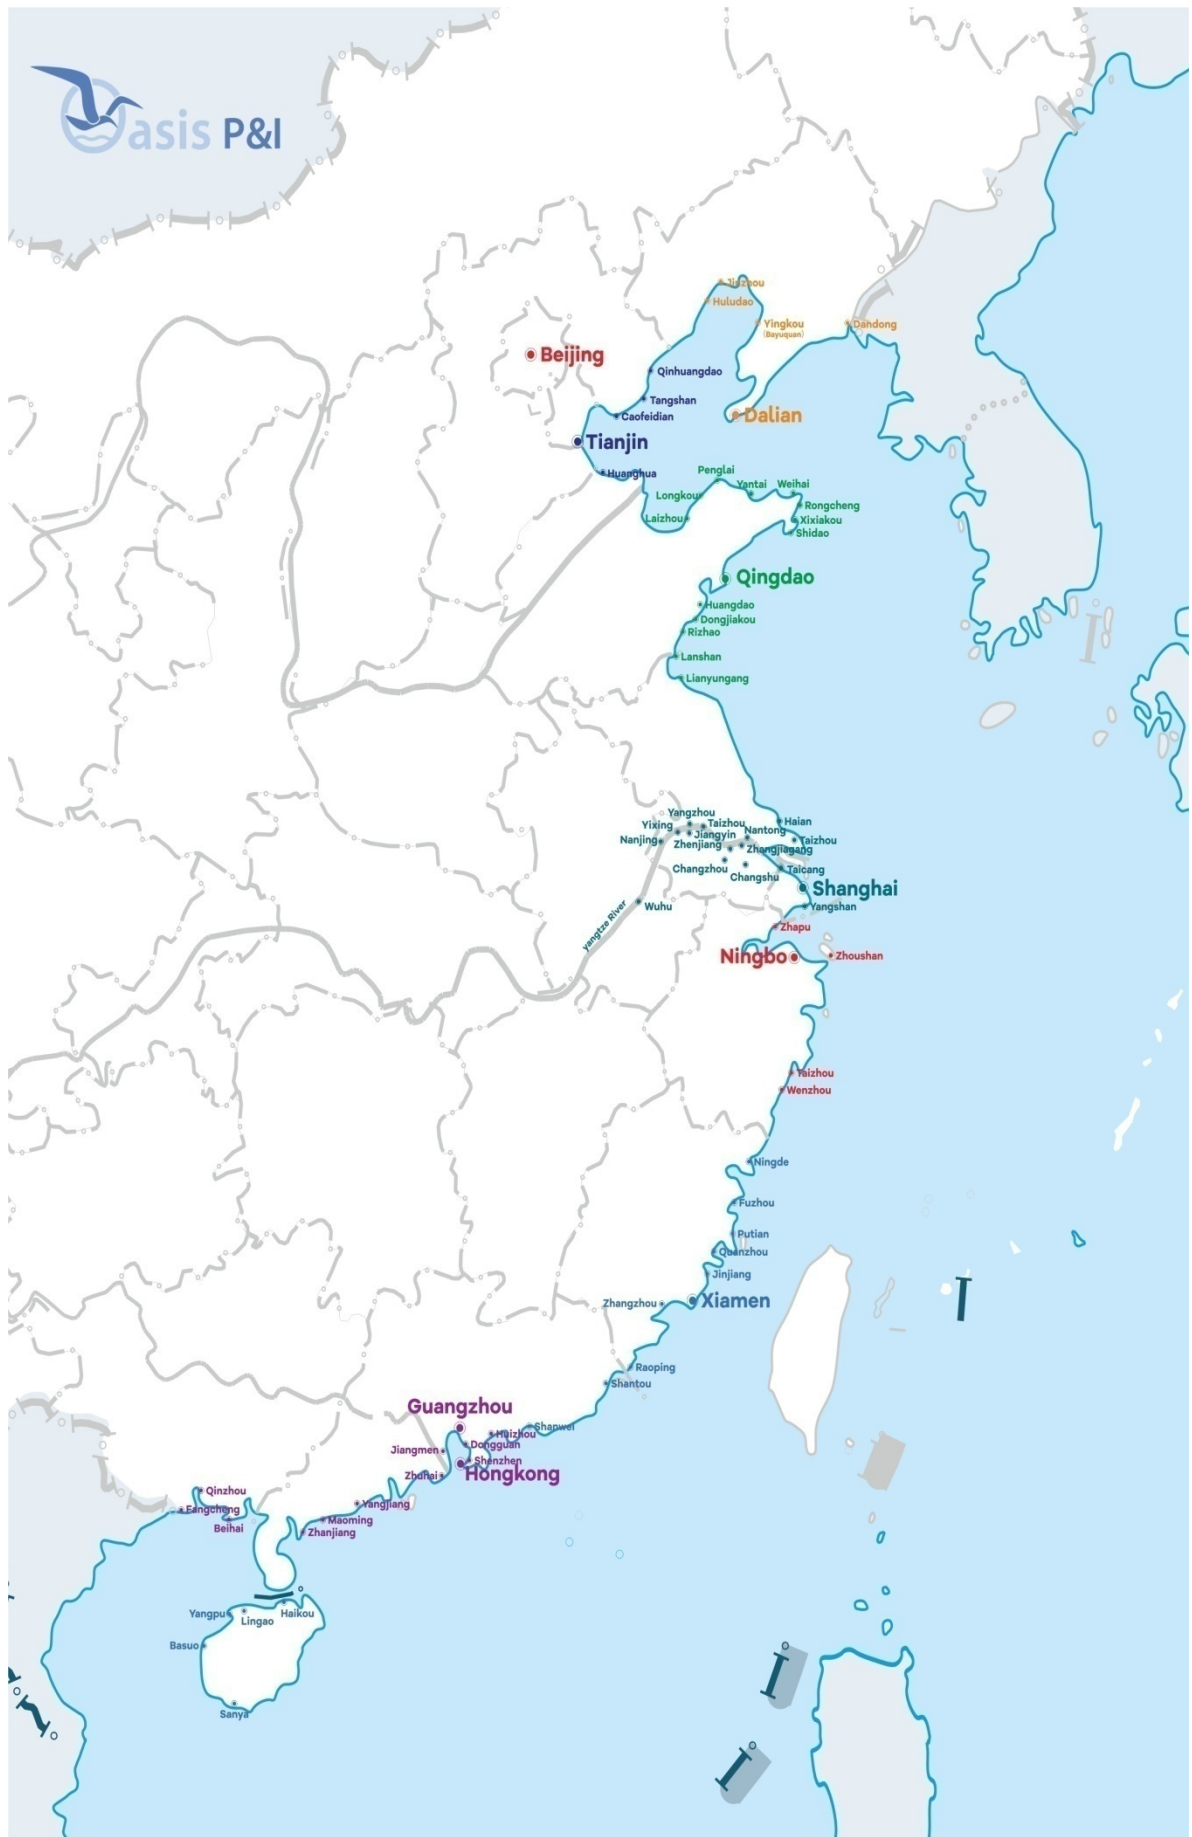 Oasis P&I
Jinzhou
Huludao
Yingkou
(Bayuquan)
Dandong
Beijing
Qinhuangdao
Tangshan
Caofeidian
Dalian
Tianjin
Huanghua
Penglai
Yantai
Weihai
Longkou
Rongcheng
Laizhou
Xixiakou
Shidao
Qingdao
Huangdao
Dongjiakou
Rizhao
Lanshan
Lianyungang
Yangzhou
Haian
Yixing
Taizhou
Nantong
Jiangyin
Taizhou
Nanjing
Zhenjiang
Zhangjiagang
Changzhou
Taicang
Changshu
Shanghai
Wuhu
Yangshan
yangtze River
Zhapu
Ningbo
Zhoushan
Taizhou
Wenzhou
Ningde
Fuzhou
Putian
Quanzhou
Jinjiang
Zhangzhou
Xiamen
Raoping
Shantou
Guangzhou
Shanwei
Huizhou
Dongguan
Jiangmen
Shenzhen
Hongkong
Zhuhai
Qinzhou
Yangjiang
Fangcheng
Maoming
Beihai
Zhanjiang
Yangpu
Haikou
Lingao
Basuo
Sanya